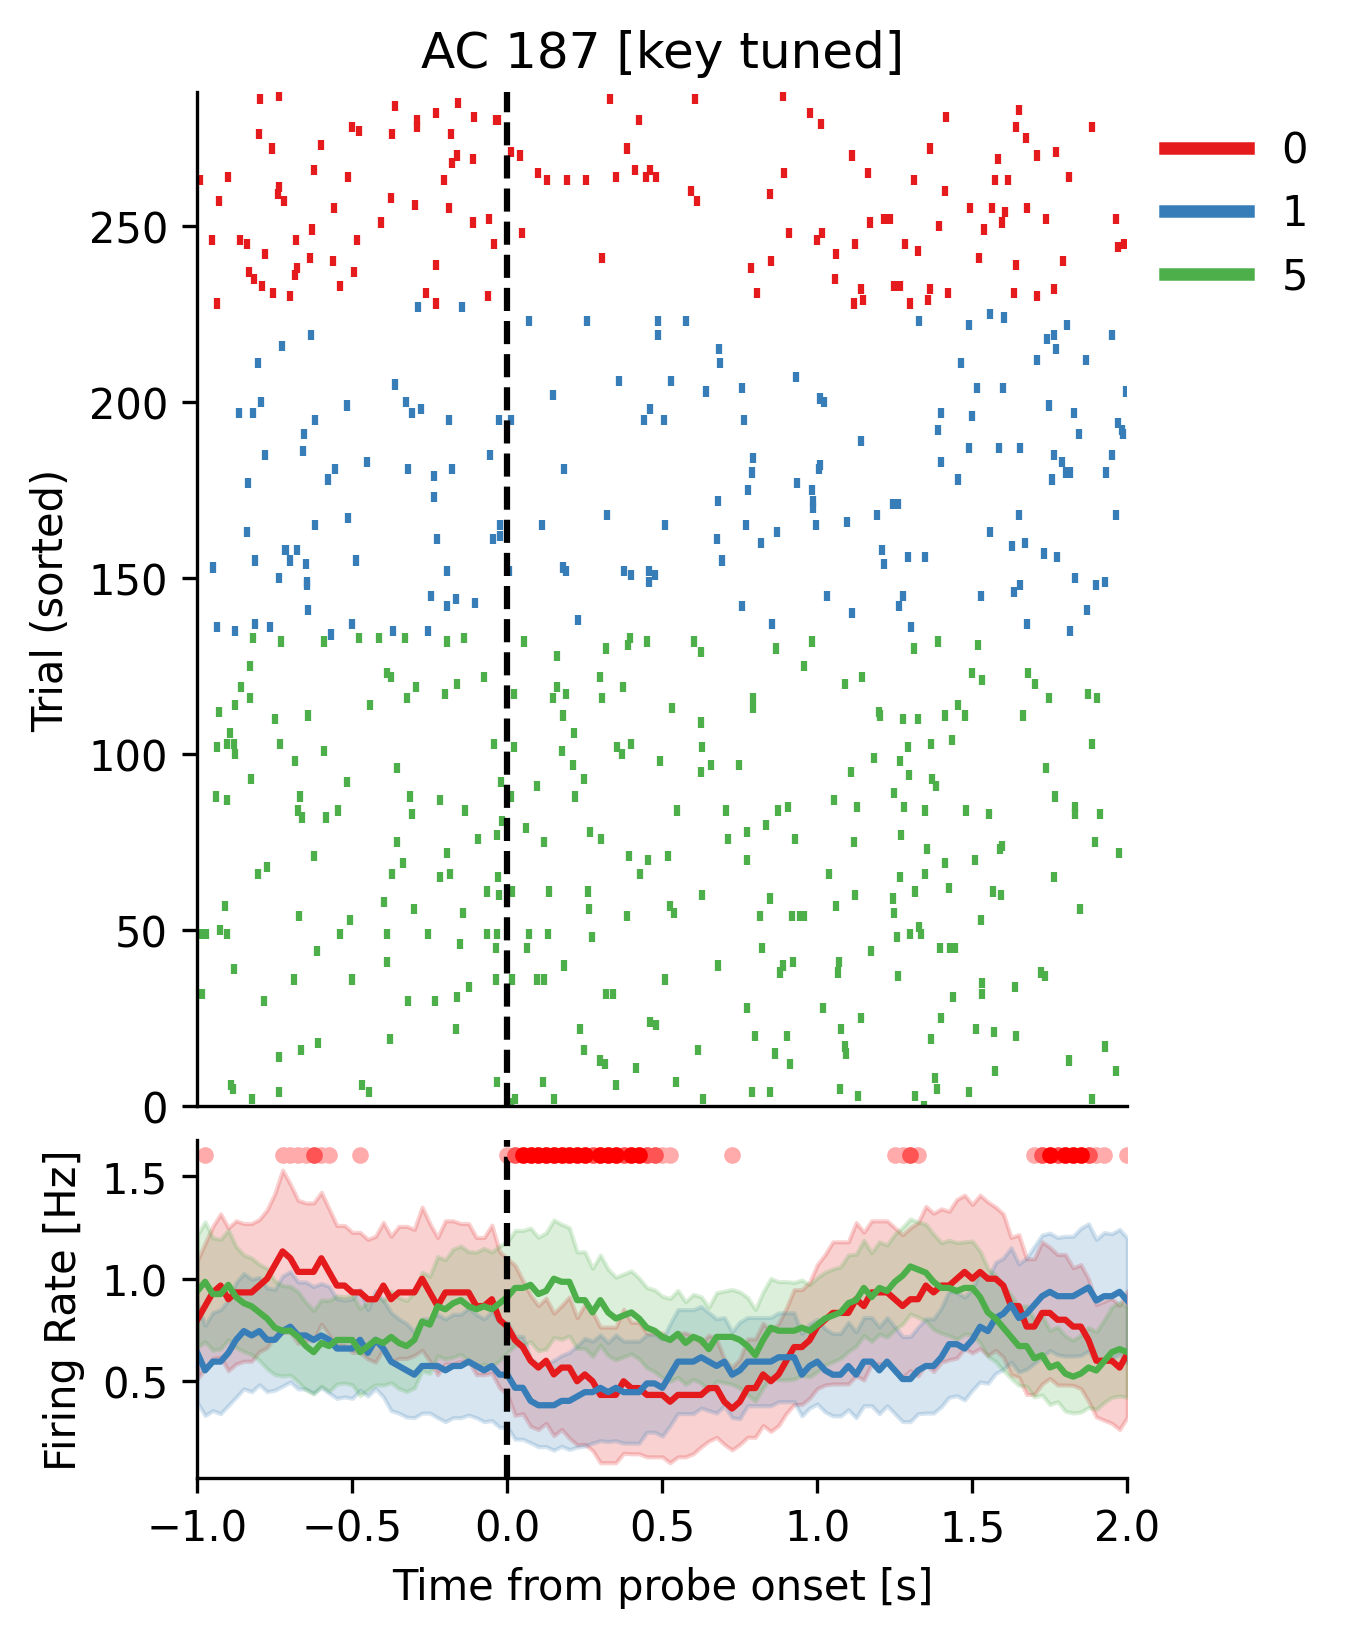 AC 187 [key tuned]
0
1
5
250
200
150
100
50
0
Trial (sorted)
1.5
1.0
0.5
Firing Rate [Hz]
−1.0 −0.5 0.0 0.5 1.0 1.5 2.0
Time from probe onset [s]